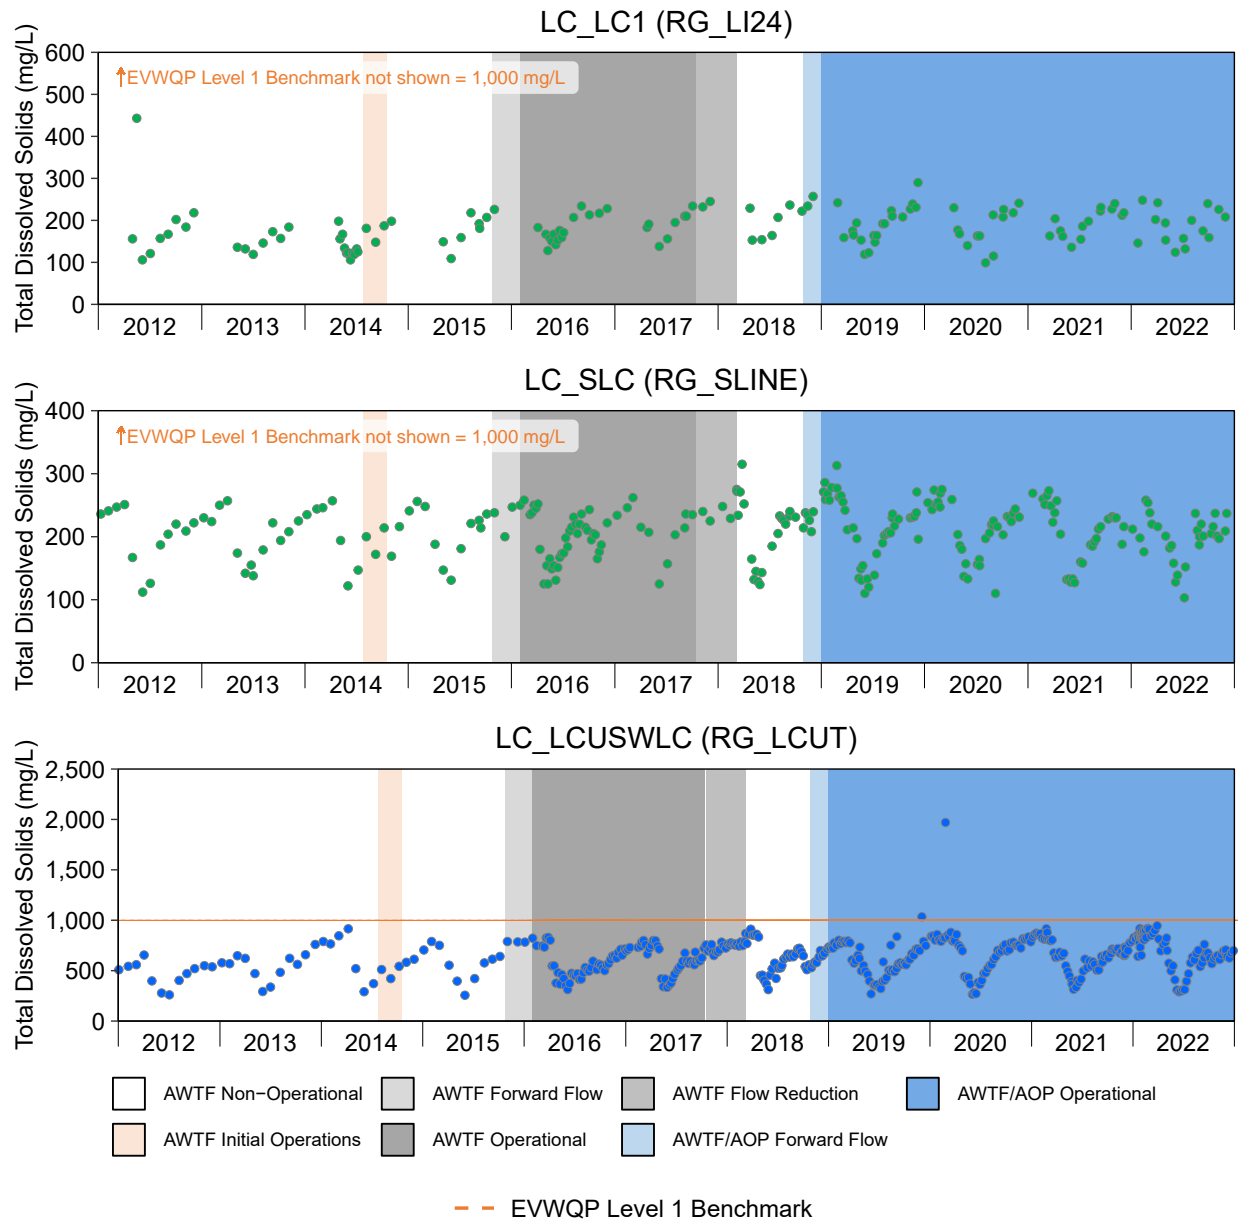 LC_LC1 (RG_LI24)
Total Dissolved Solids (mg/L)
600
500
400
300
200
100
0
↑EVWQP Level 1 Benchmark not shown = 1,000 mg/L
2012 2013 2014 2015 2016 2017 2018 2019 2020 2021 2022
LC_SLC (RG_SLINE)
Total Dissolved Solids (mg/L)
400
300
200
100
0
↑EVWQP Level 1 Benchmark not shown = 1,000 mg/L
2012 2013 2014 2015 2016 2017 2018 2019 2020 2021 2022
LC_LCUSWLC (RG_LCUT)
Total Dissolved Solids (mg/L)
2,500
2,000
1,500
1,000
500
0
2012 2013 2014 2015 2016 2017 2018 2019 2020 2021 2022
AWTF Non−Operational AWTF Forward Flow AWTF Flow Reduction AWTF/AOP Operational
AWTF Initial Operations AWTF Operational AWTF/AOP Forward Flow
EVWQP Level 1 Benchmark